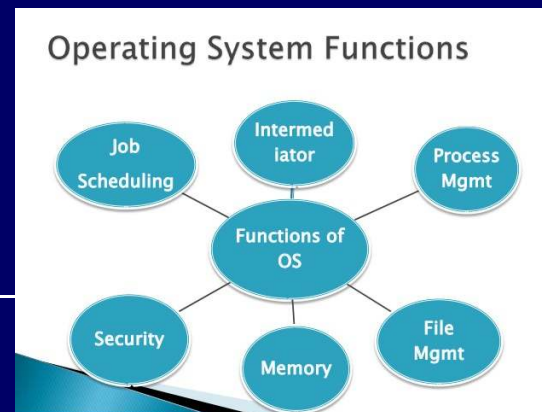 Operating System Functions
Intermed
iator
Job
Scheduling
Process
Mgmt
Functions of
OS
Security
Memory
File
Mgmt